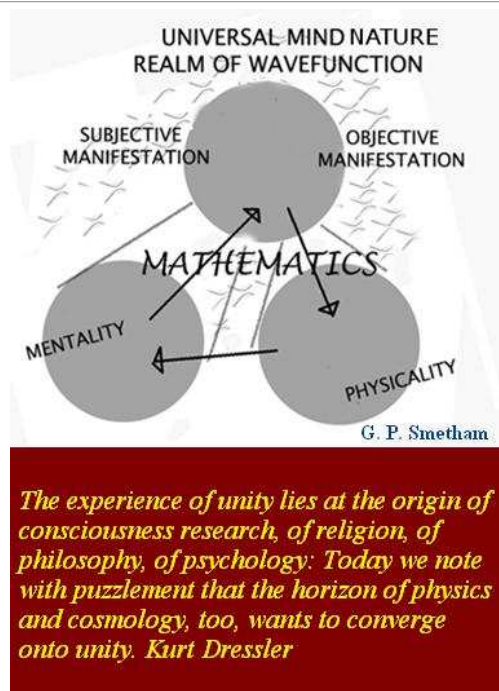 UNIVERSAL MIND NATURE
REALM OF WAVEFUNCTION
SUBJECTIVE
MANIFESTATION
OBJECTIVE
MANIFESTATION
MATHEMATICS
MENTALITY
PHYSICALITY
G. P. Smetham
The experience of unity lies at the origin of
consciousness research, of religion, of
philosophy, of psychology: Today we note
with puzzlement that the horizon of physics
and cosmology, too, wants to converge
onto unity. Kurt Dressler